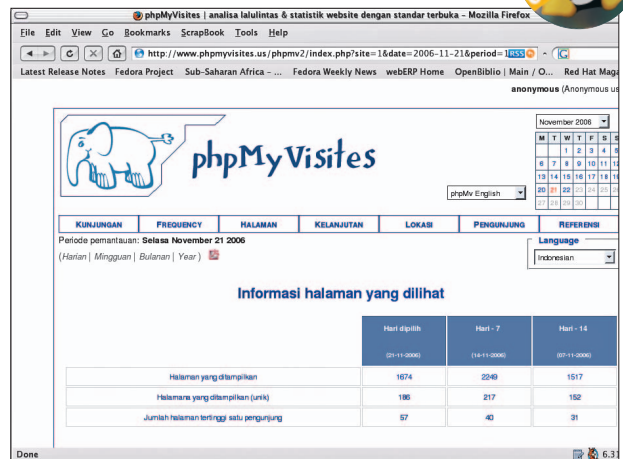 phpMyVisites | analisa lalulintas & statistik website dengan standar terbuka - Mozilla Firefox
File Edit View Go Bookmarks ScrapBook Tools Help
http://www.phpmyvisites.us/phpmv2/index.php?site=1&date=2006-11-21&period=1 RSS G
Latest Release Notes Fedora Project Sub-Saharan Africa - ... Fedora Weekly News webERP Home OpenBiblio | Main / O... Red Hat Maga
anonymous (Anonymous us
phpMyVisites
November 2006
M T W T F S S
1 2 3 4 5
6 7 8 9 10 11 12
13 14 15 16 17 18 19
20 21 22 23 24 25 26
27 28 29 30
phpMv English
KUNJUNGAN FREQUENCY HALAMAN KELANJUTAN LOKASI PENGUNJUNG REFERENSI
Periode pemantauan: Selasa November 21 2006
(Harian | Mingguan | Bulanan | Year)
Language
Indonesian
Informasi halaman yang dilihat
Hari dipilih Hari - 7 Hari - 14
(21-11-2006) (14-11-2006) (07-11-2006)
Halaman yang ditampilkan 1674 2249 1517
Halamana yang ditampilkan (unik) 186 217 152
Jumlah halaman tertinggi satu pengunjung 57 40 31
Done 6.31